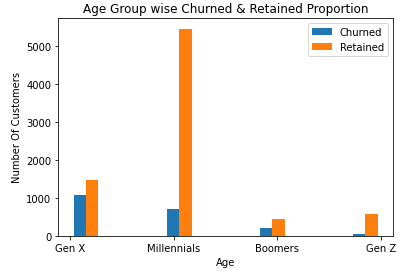 Age Group wise Churned & Retained Proportion
Churned
Retained
Number Of Customers
5000
4000
3000
2000
1000
0
Gen X
Millennials
Boomers
Gen Z
Age